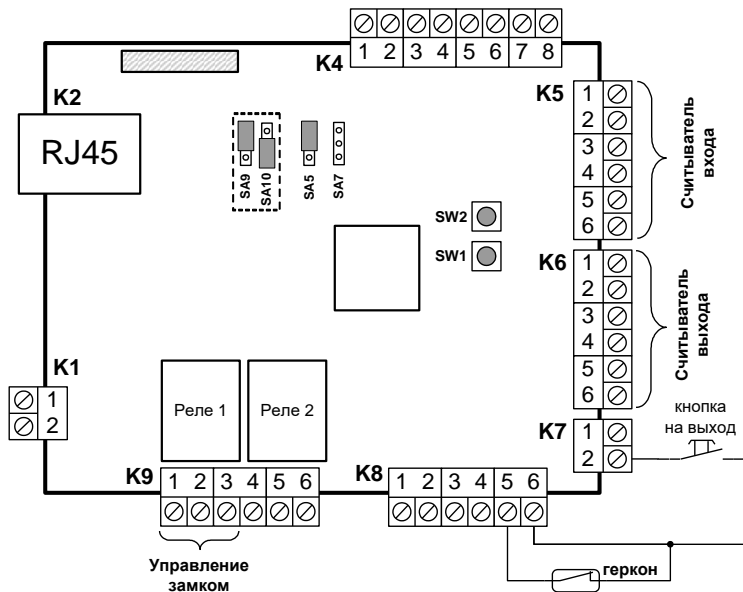 K4
1 2 3 4 5 6 7 8
K2
RJ45
SA9
SA10
SA5
SA7
SW2
SW1
K5
1
2
3
4
5
6
Считыватель
входа
K6
1
2
3
4
5
6
Считыватель
выхода
K1
1
2
Реле 1
Реле 2
K7
1
2
кнопка
на выход
K9
1 2 3 4 5 6
K8
1 2 3 4 5 6
Управление
замком
геркон